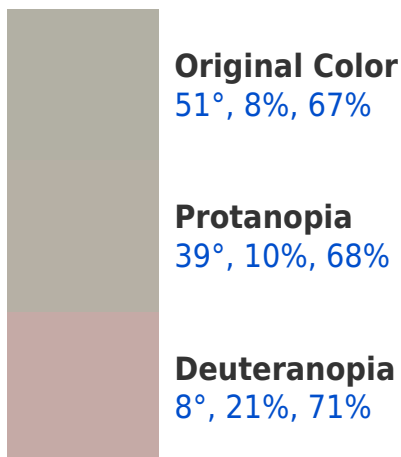 Original Color
51°, 8%, 67%
Protanopia
39°, 10%, 68%
Deuteranopia
8°, 21%, 71%